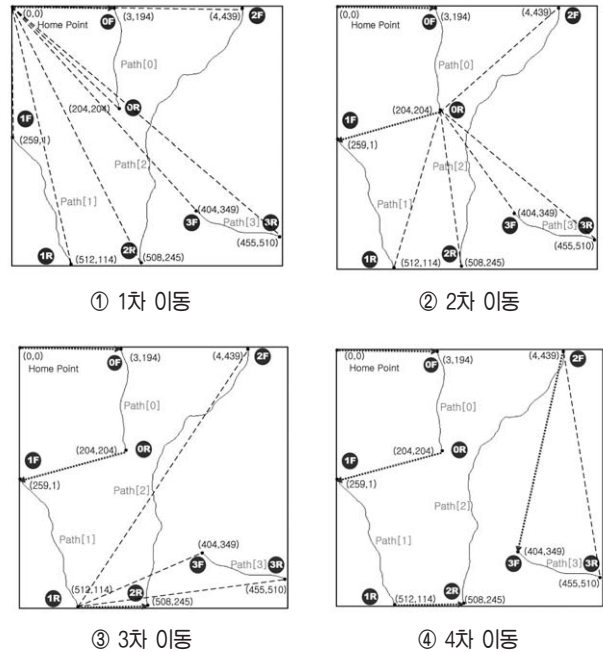 (0,0)
Home Point
0F
(3,194)
(4,439)
2F
Path[0]
(204,204)
0R
1F
(259,1)
Path[2]
Path[1]
(404,349)
3F
Path[3]
3R
(455,510)
1R
(512,114)
2R
(508,245)
① 1차 이동
(0,0)
Home Point
0F
(3,194)
(4,439)
2F
Path[0]
(204,204)
0R
1F
(259,1)
Path[2]
Path[1]
(404,349)
3F
Path[3]
3R
(455,510)
1R
(512,114)
2R
(508,245)
② 2차 이동
(0,0)
Home Point
0F
(3,194)
(4,439)
2F
Path[0]
(204,204)
0R
1F
(259,1)
Path[2]
Path[1]
(404,349)
3F
Path[3]
3R
(455,510)
1R
(512,114)
2R
(508,245)
③ 3차 이동
(0,0)
Home Point
0F
(3,194)
(4,439)
2F
Path[0]
(204,204)
0R
1F
(259,1)
Path[2]
Path[1]
(404,349)
3F
Path[3]
3R
(455,510)
1R
(512,114)
2R
(508,245)
④ 4차 이동